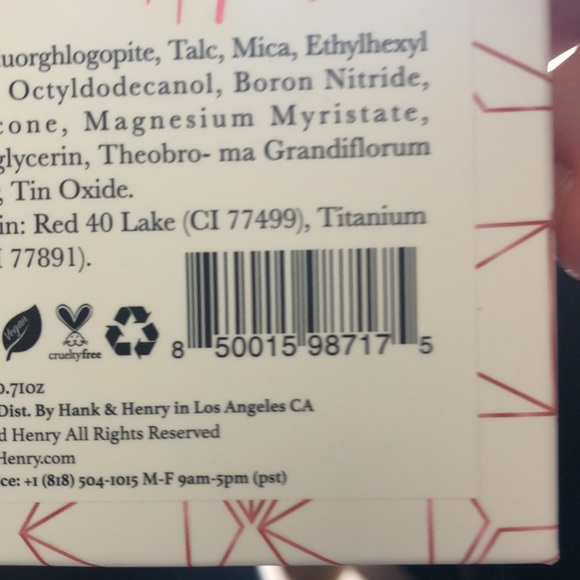 uorghlogopite, Talc, Mica, Ethylhexyl
Octyldodecanol, Boron Nitride,
cone, Magnesium Myristate,
glycerin, Theobro- ma Grandiflorum
, Tin Oxide.
in: Red 40 Lake (CI 77499), Titanium
I 77891).
Vegan
crueltyfree
8 50015 98717 5
0.71oz
Dist. By Hank & Henry in Los Angeles CA
d Henry All Rights Reserved
Henry.com
ce: +1 (818) 504-1015 M-F 9am-5pm (pst)